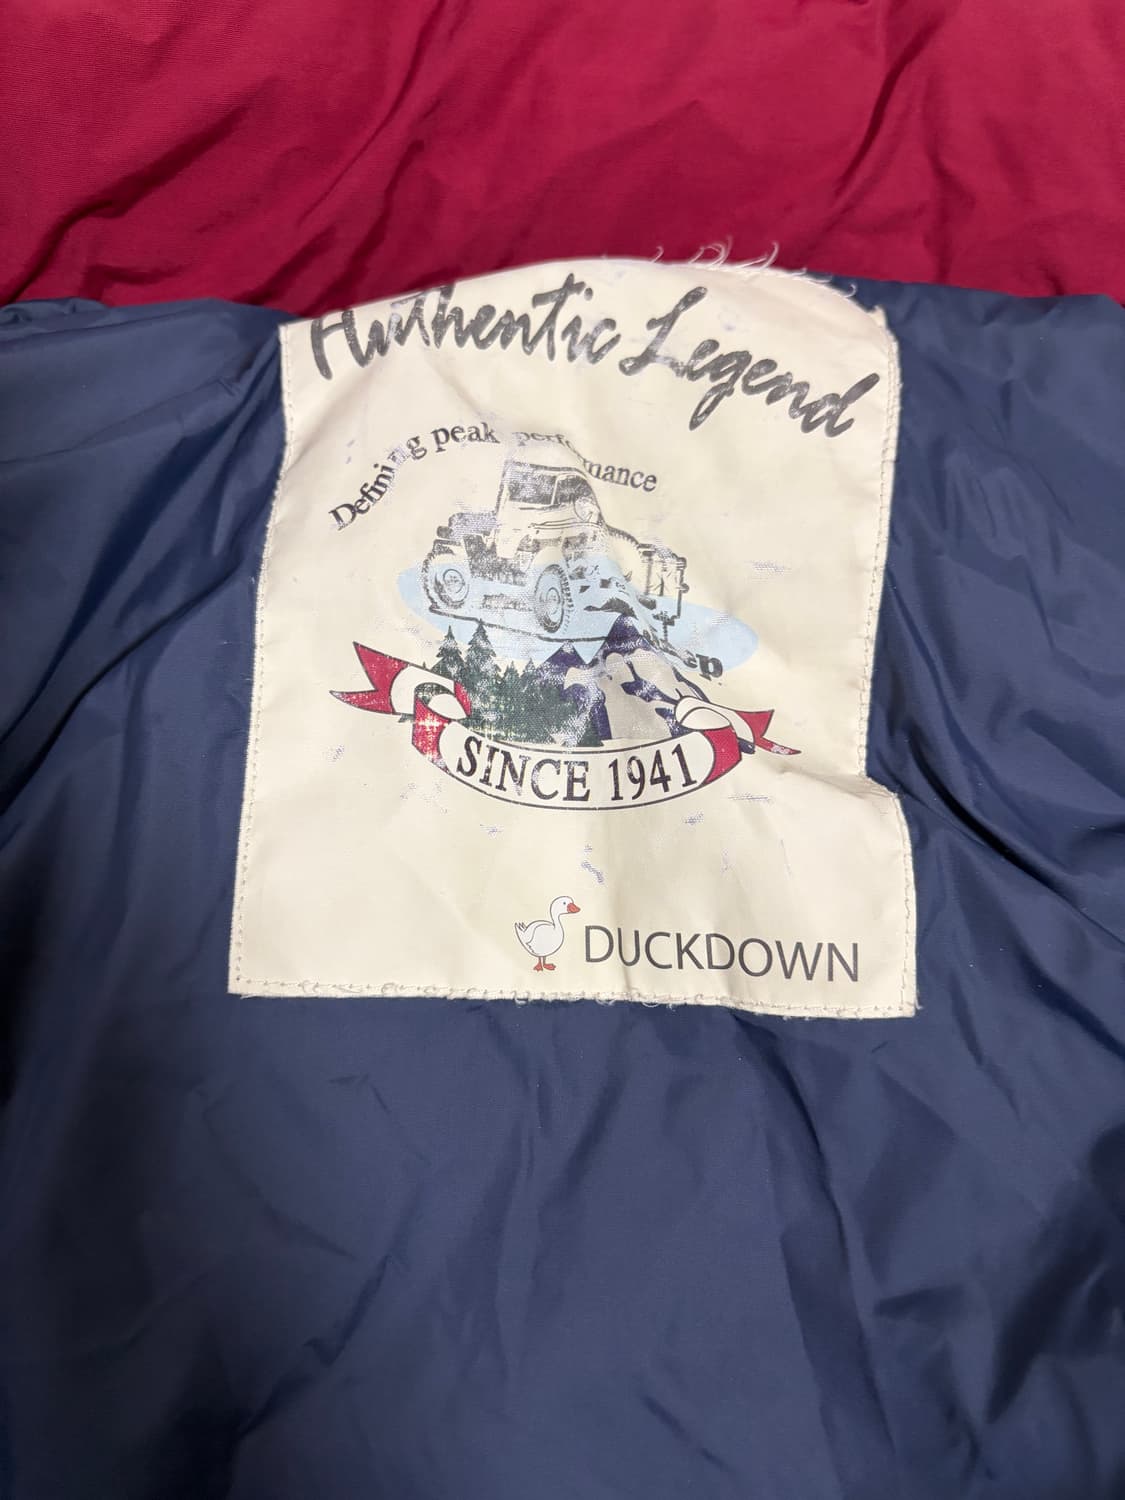 Authentic Legend
Defining peak performance
SINCE 1941
DUCKDOWN